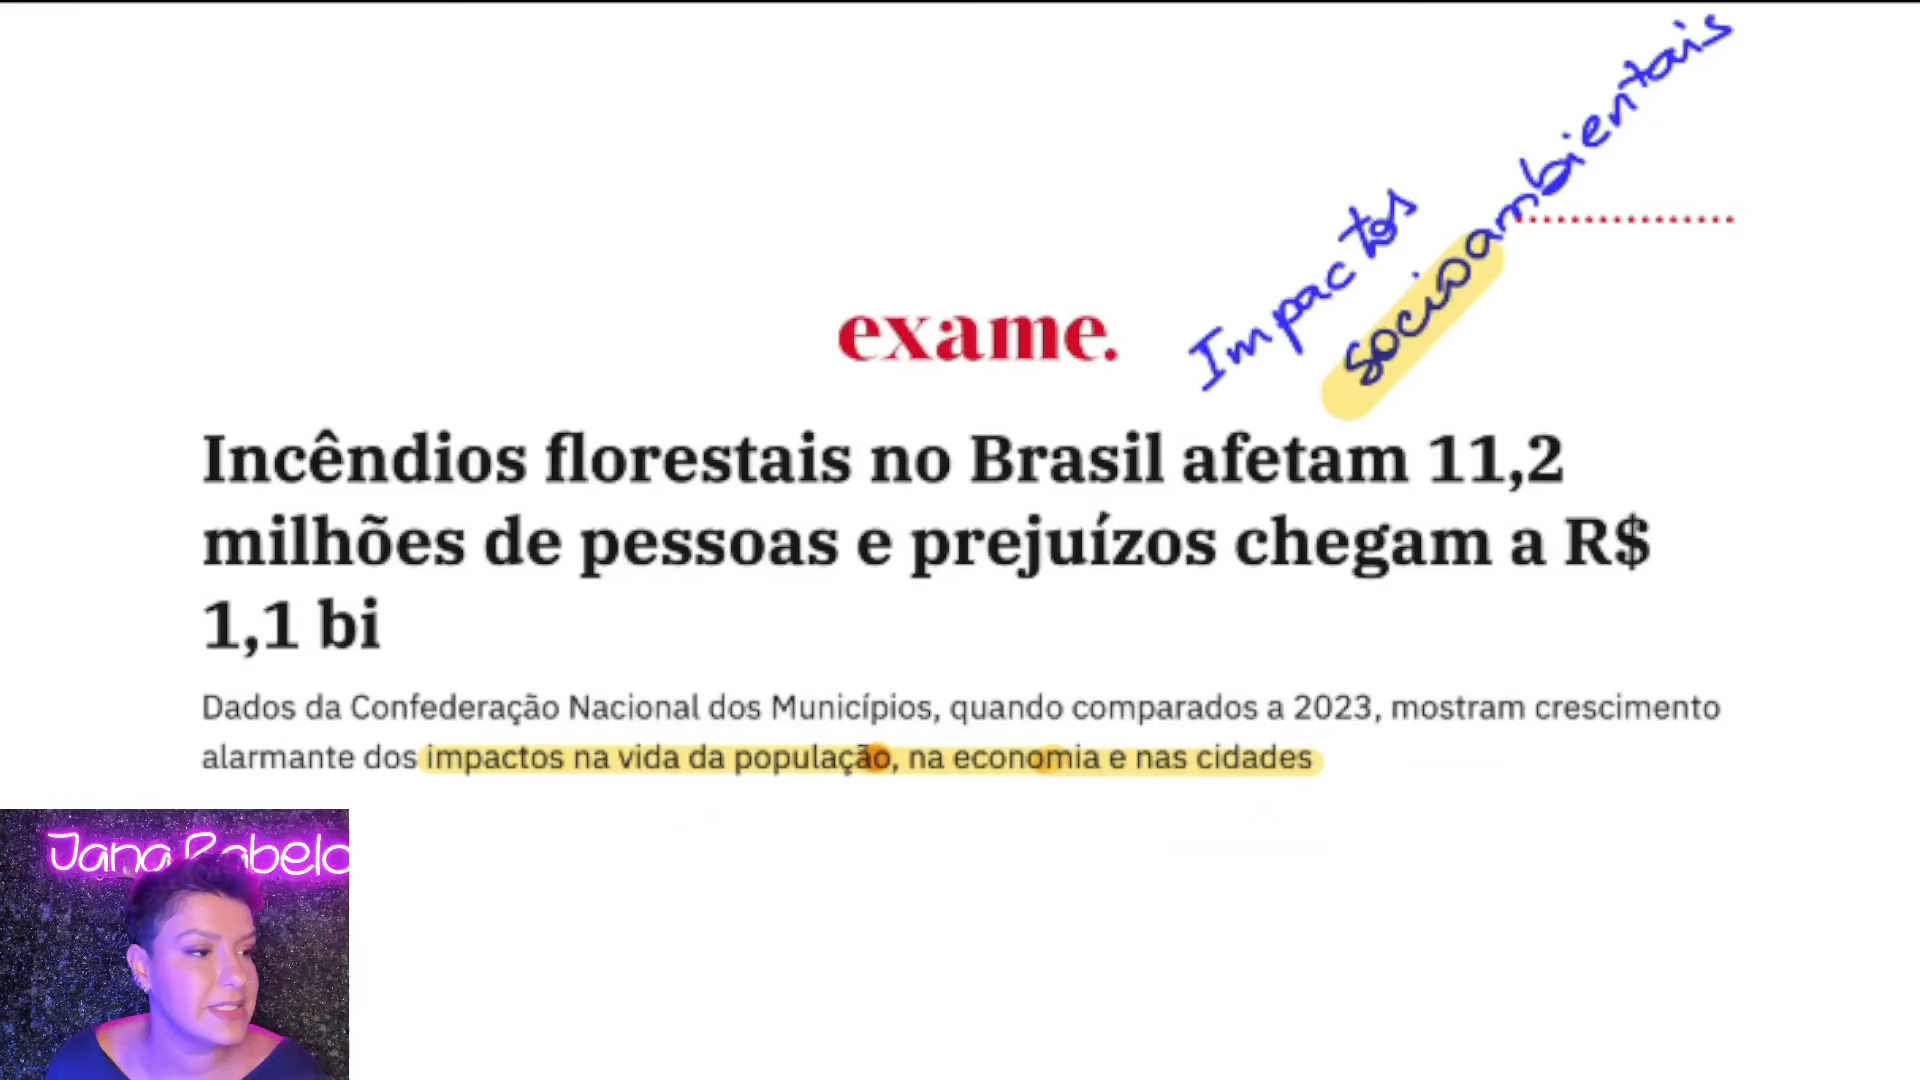 Impactos
socioambientais
exame.
Incêndios florestais no Brasil afetam 11,2
milhões de pessoas e prejuízos chegam a R$
1,1 bi
Dados da Confederação Nacional dos Municípios, quando comparados a 2023, mostram crescimento
alarmante dos impactos na vida da população, na economia e nas cidades
Jana Rabelo